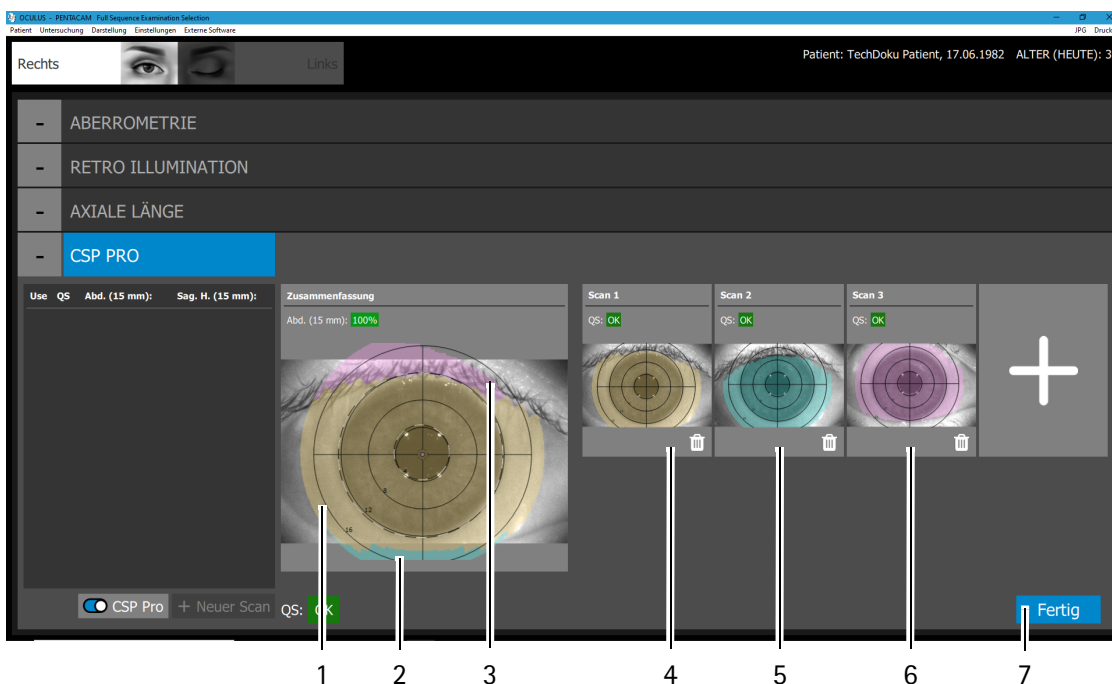 OCULUS - PENTACAM Full Sequence Examination Selection
Patient Untersuchung Darstellung Einstellungen Externe Software JPG Druck
Rechts Links
Patient: TechDoku Patient, 17.06.1982 ALTER (HEUTE): 3
- ABERROMETRIE
- RETRO ILLUMINATION
- AXIALE LÄNGE
- CSP PRO
Use QS Abd. (15 mm): Sag. H. (15 mm):
Zusammenfassung
Abd. (15 mm): 100%
8
12
16
Scan 1
QS: OK
Scan 2
QS: OK
Scan 3
QS: OK
CSP Pro
+ Neuer Scan
QS: OK
Fertig
1 2 3 4 5 6 7